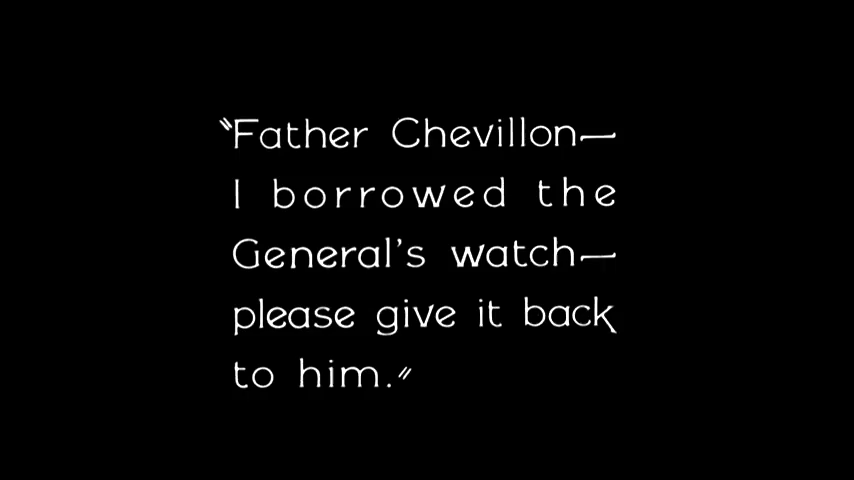 "Father Chevillon—
I borrowed the
General's watch—
please give it back
to him."